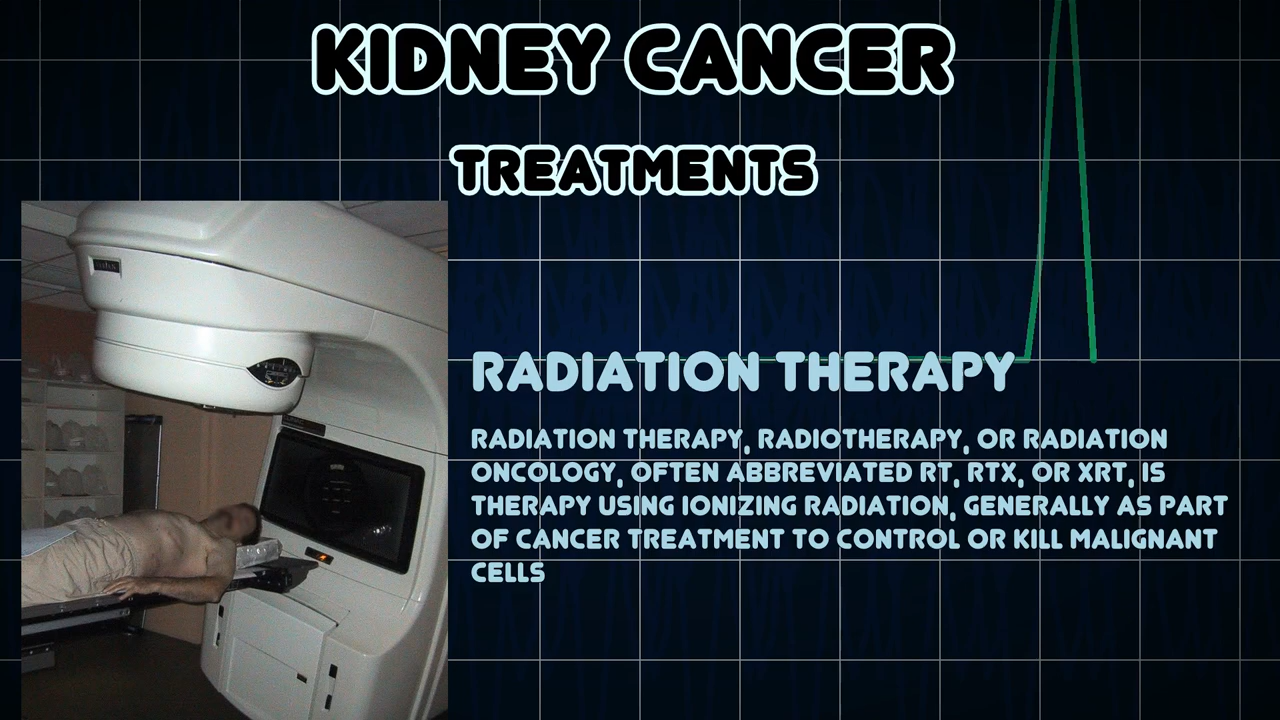 KIDNEY CANCER
TREATMENTS
RADIATION THERAPY
RADIATION THERAPY, RADIOTHERAPY, OR RADIATION
ONCOLOGY, OFTEN ABBREVIATED RT, RTX, OR XRT, IS
THERAPY USING IONIZING RADIATION, GENERALLY AS PART
OF CANCER TREATMENT TO CONTROL OR KILL MALIGNANT
CELLS